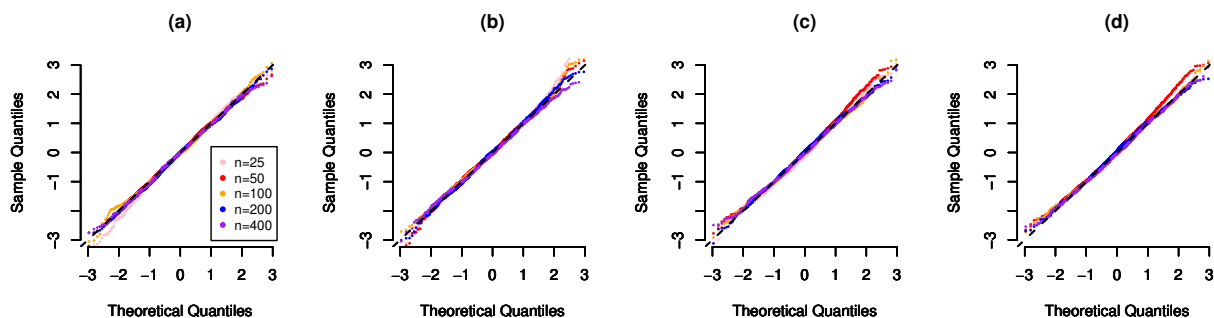 (a)
(b)
(c)
(d)
Sample Quantiles
3
2
1
0
−1
−3
−3 −2 −1 0 1 2 3
Theoretical Quantiles
n=25
n=50
n=100
n=200
n=400
Sample Quantiles
3
2
1
0
−1
−3
−3 −2 −1 0 1 2 3
Theoretical Quantiles
Sample Quantiles
3
2
1
0
−1
−3
−3 −2 −1 0 1 2 3
Theoretical Quantiles
Sample Quantiles
3
2
1
0
−1
−3
−3 −2 −1 0 1 2 3
Theoretical Quantiles